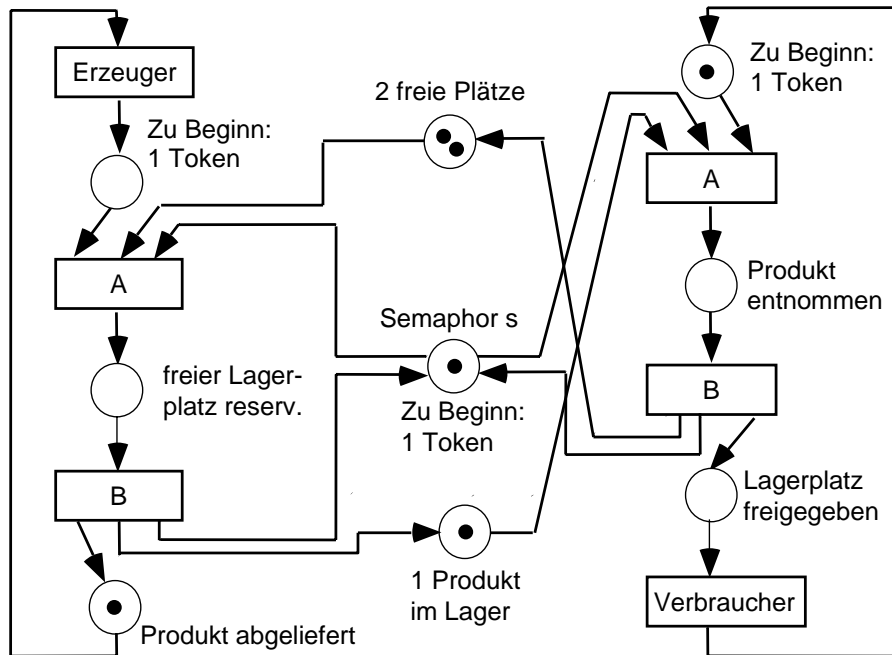 Erzeuger
Zu Beginn:
1 Token
A
freier Lager-
platz reserv.
B
Produkt abgeliefert
2 freie Plätze
Semaphor s
Zu Beginn:
1 Token
1 Produkt
im Lager
Zu Beginn:
1 Token
A
Produkt
entnommen
B
Lagerplatz
freigegeben
Verbraucher